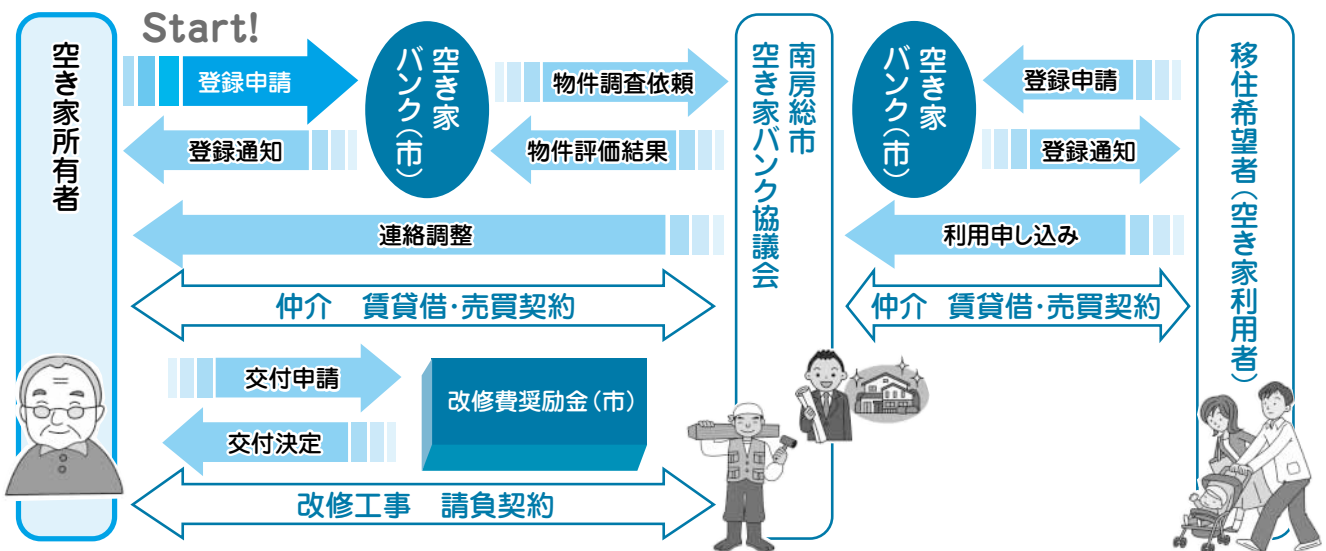 Start!
空き家所有者
登録申請
空き家
バンク（市）
物件調査依頼
南房総市
空き家バンク協議会
空き家
バンク（市）
登録申請
移住希望者（空き家利用者）
登録通知
物件評価結果
登録通知
連絡調整
利用申し込み
仲介　賃貸借・売買契約
仲介　賃貸借・売買契約
交付申請
改修費奨励金（市）
交付決定
改修工事　請負契約